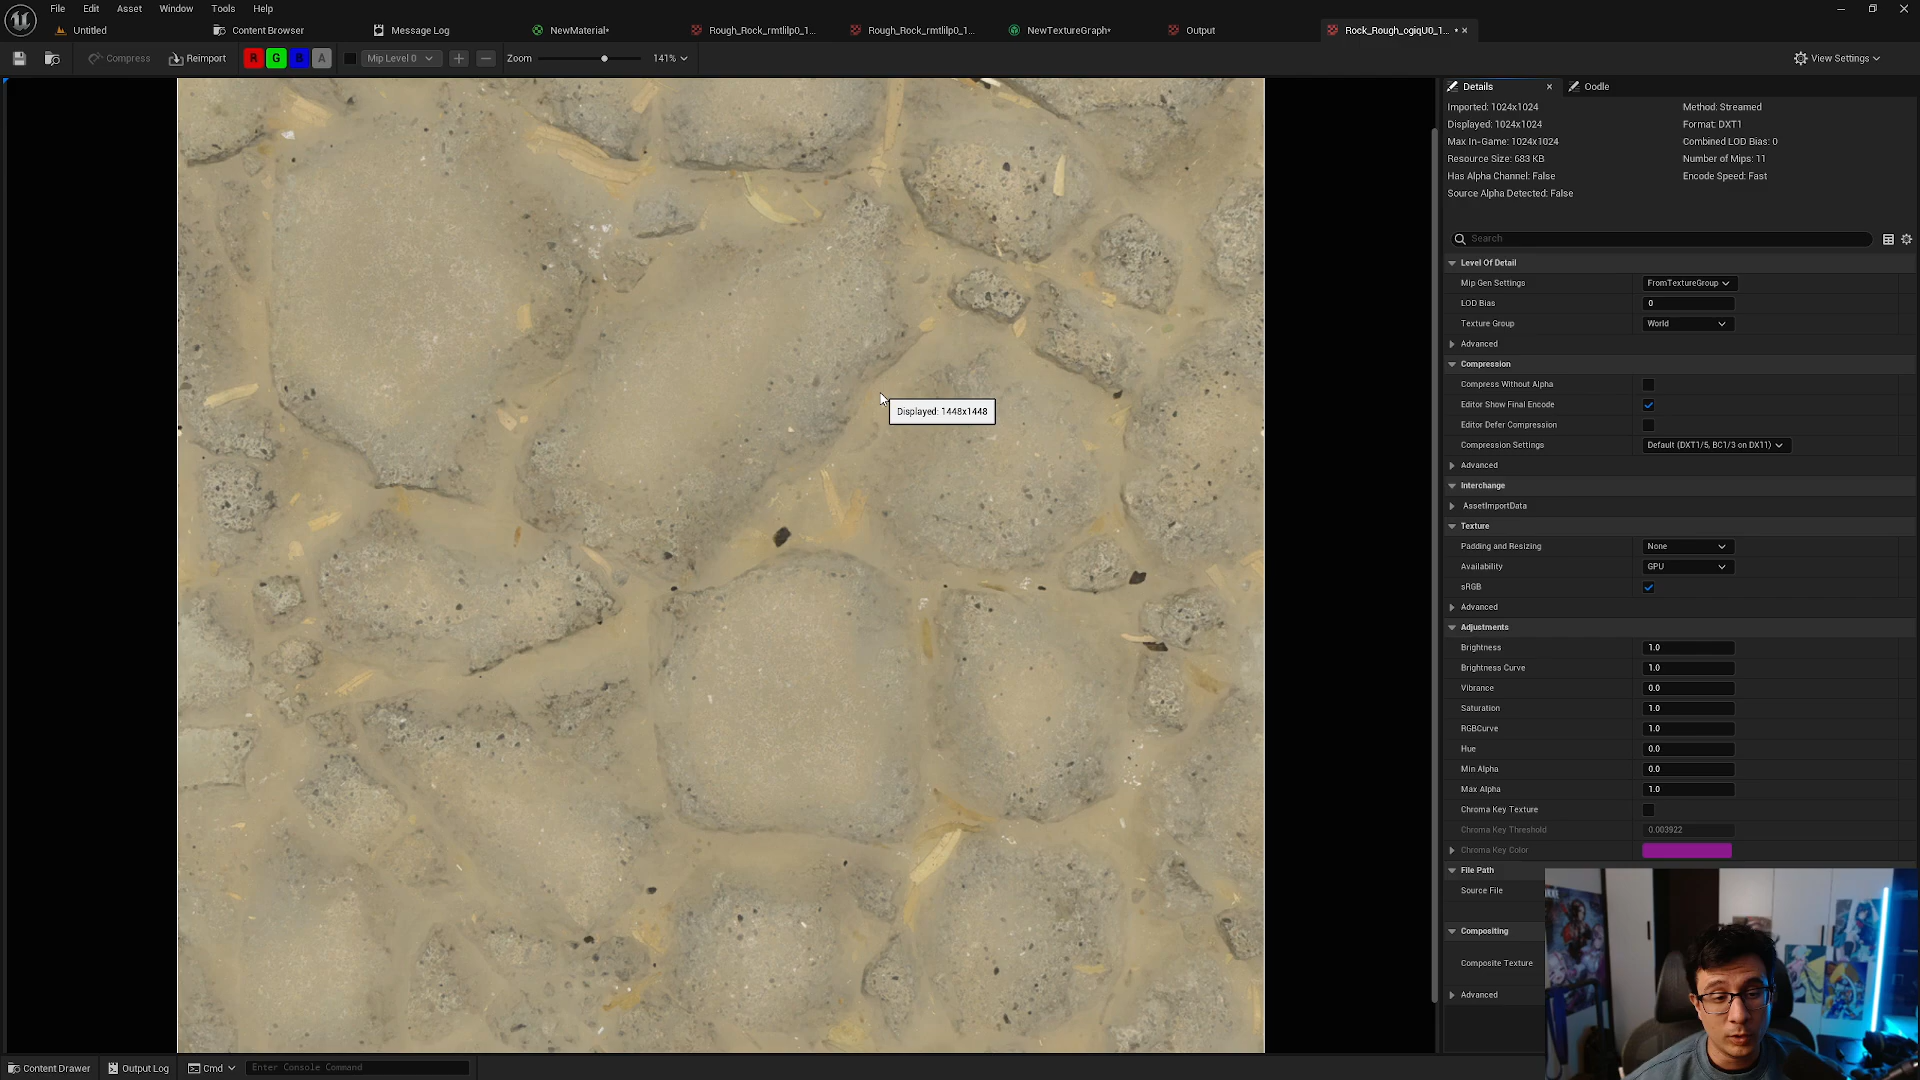 File Edit Asset Window Tools Help
Untitled Content Browser Message Log NewMaterial* Rough_Rock_rmtlilp0_1... Rough_Rock_rmtlilp0_1... NewTextureGraph* Output Rock_Rough_ogiqU0_1... •
Compress Reimport R G B A Mip Level 0 Zoom 141% View Settings
Details Oodle
Imported: 1024x1024 Method: Streamed
Displayed: 1024x1024 Format: DXT1
Max In-Game: 1024x1024 Combined LOD Bias: 0
Resource Size: 683 KB Number of Mips: 11
Has Alpha Channel: False Encode Speed: Fast
Source Alpha Detected: False
Search
Level Of Detail
Mip Gen Settings FromTextureGroup
LOD Bias 0
Texture Group World
Advanced
Compression
Compress Without Alpha
Editor Show Final Encode
Displayed: 1448x1448
Editor Defer Compression
Compression Settings Default (DXT1/5, BC1/3 on DX11)
Advanced
Interchange
AssetImportData
Texture
Padding and Resizing None
Availability GPU
sRGB
Advanced
Adjustments
Brightness 1.0
Brightness Curve 1.0
Vibrance 0.0
Saturation 1.0
RGBCurve 1.0
Hue 0.0
Min Alpha 0.0
Max Alpha 1.0
Chroma Key Texture
Chroma Key Threshold 0.003922
Chroma Key Color
File Path
Source File
Compositing
Composite Texture
Advanced
Content Drawer Output Log Cmd Enter Console Command